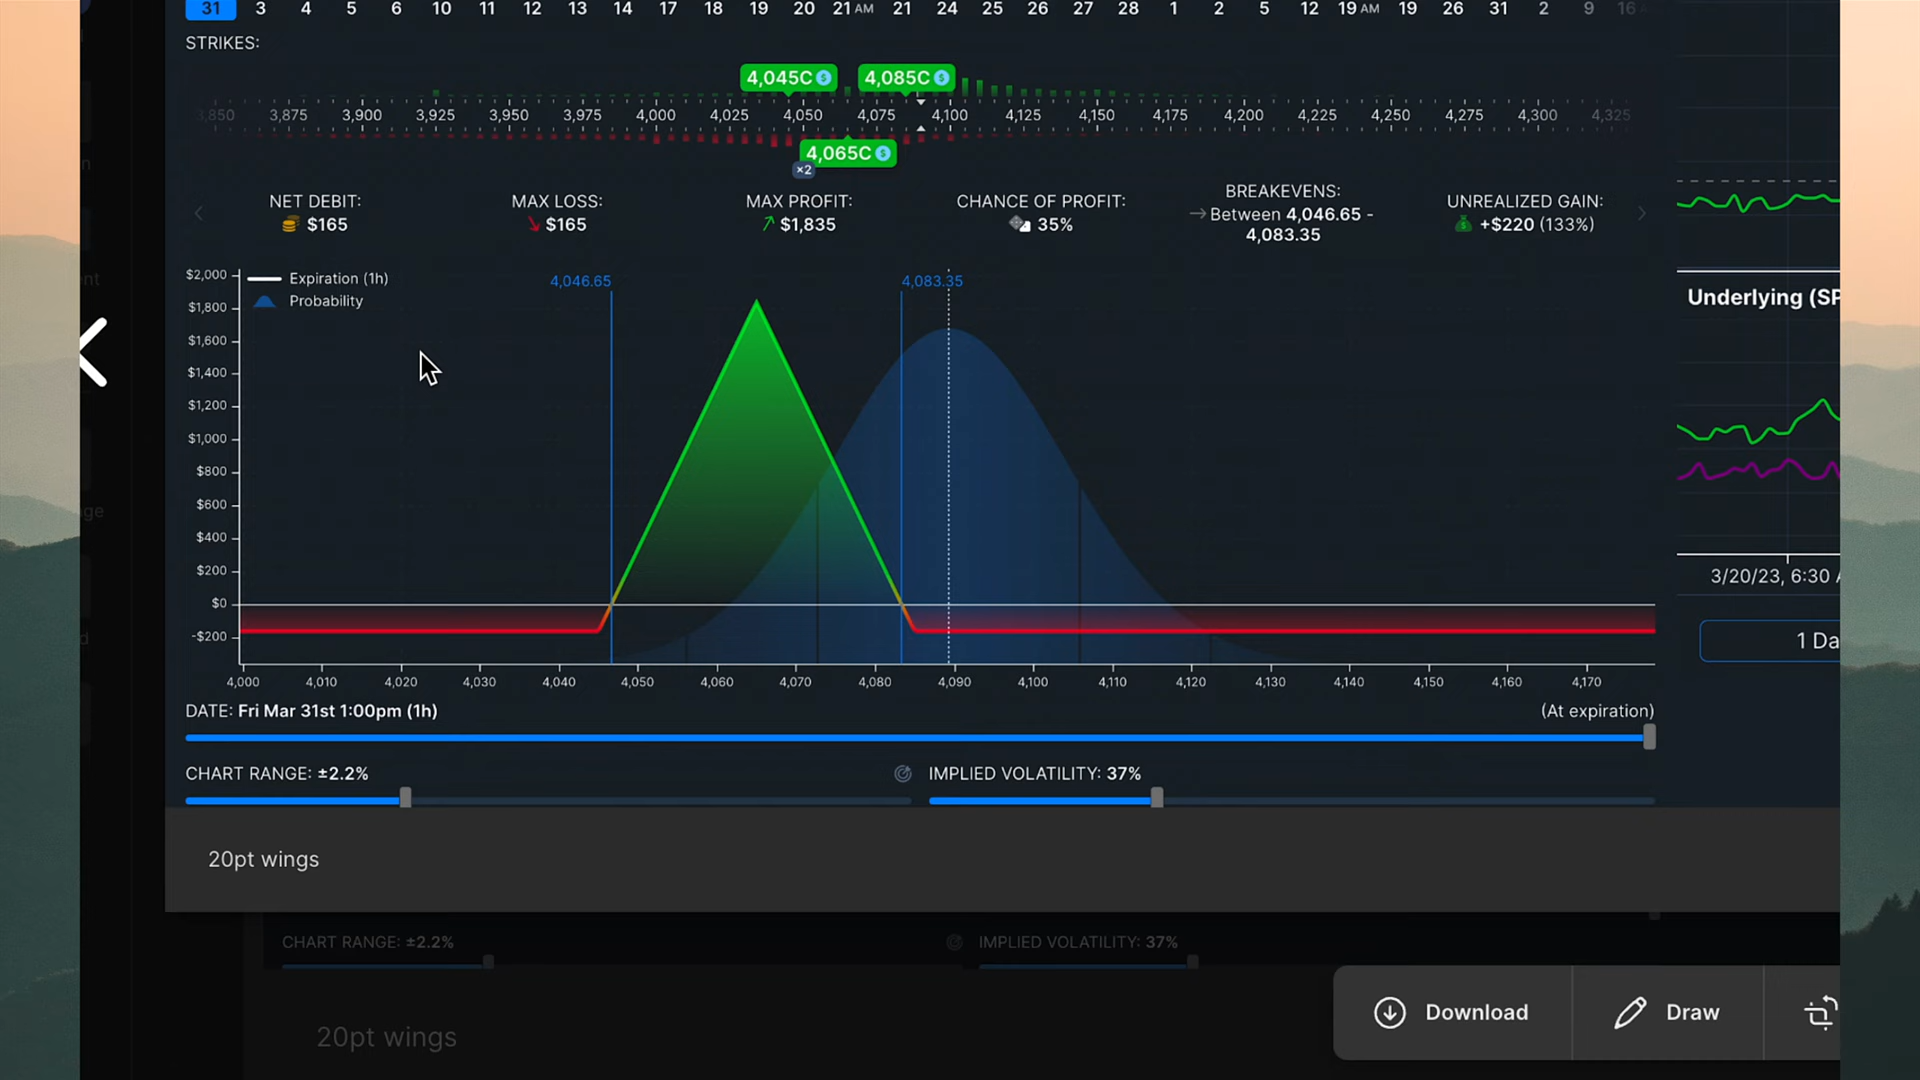 31 3 4 5 6 10 11 12 13 14 17 18 19 20 21 AM 21 24 25 26 27 28 1 2 5 12 19 AM 19 26 31 2 9 16
STRIKES:
4,045C 4,085C
3,850 3,875 3,900 3,925 3,950 3,975 4,000 4,025 4,050 4,075 4,100 4,125 4,150 4,175 4,200 4,225 4,250 4,275 4,300 4,325
4,065C
×2
NET DEBIT:
$165
MAX LOSS:
$165
MAX PROFIT:
$1,835
CHANCE OF PROFIT:
35%
BREAKEVENS:
Between 4,046.65 -
4,083.35
UNREALIZED GAIN:
+$220 (133%)
Expiration (1h)
Probability
4,046.65
4,083.35
$2,000
$1,800
$1,600
$1,400
$1,200
$1,000
$800
$600
$400
$200
$0
-$200
4,000 4,010 4,020 4,030 4,040 4,050 4,060 4,070 4,080 4,090 4,100 4,110 4,120 4,130 4,140 4,150 4,160 4,170
DATE: Fri Mar 31st 1:00pm (1h)
(At expiration)
CHART RANGE: ±2.2%
IMPLIED VOLATILITY: 37%
Underlying (SP
3/20/23, 6:30 A
1 Da
20pt wings
CHART RANGE: ±2.2%
IMPLIED VOLATILITY: 37%
20pt wings
Download
Draw